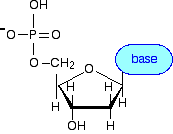 OH
⁻O—P=O
O CH₂
O
base
H H
H H
OH H